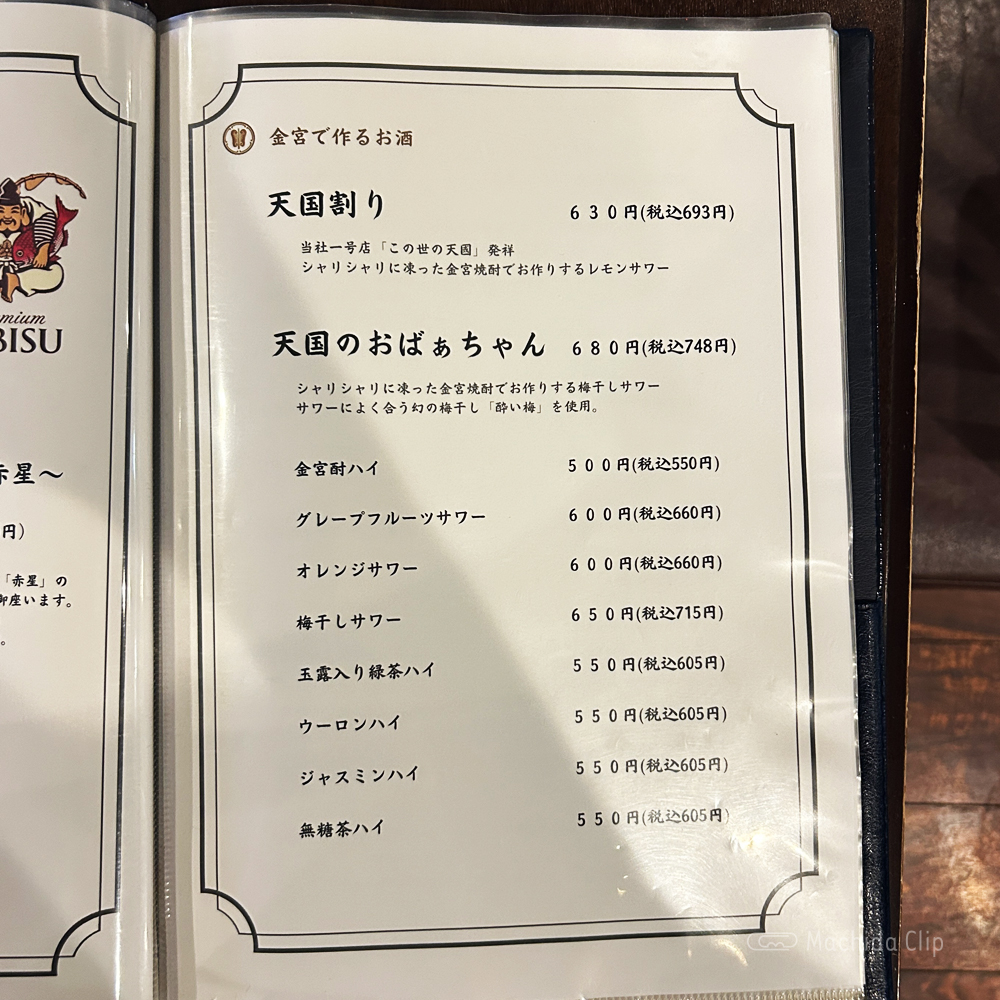 mium
BISU
赤星〜
円）
「赤星」の
御座います。
。
金宮で作るお酒
天国割り ６３０円(税込693円)
当社一号店「この世の天国」発祥
シャリシャリに凍った金宮焼酎でお作りするレモンサワー
天国のおばぁちゃん ６８０円(税込748円)
シャリシャリに凍った金宮焼酎でお作りする梅干しサワー
サワーによく合う幻の梅干し「酔い梅」を使用。
金宮酎ハイ ５００円(税込550円)
グレープフルーツサワー ６００円(税込660円)
オレンジサワー ６００円(税込660円)
梅干しサワー ６５０円(税込715円)
玉露入り緑茶ハイ ５５０円(税込605円)
ウーロンハイ ５５０円(税込605円)
ジャスミンハイ ５５０円(税込605円)
無糖茶ハイ ５５０円(税込605円)
Machida Clip